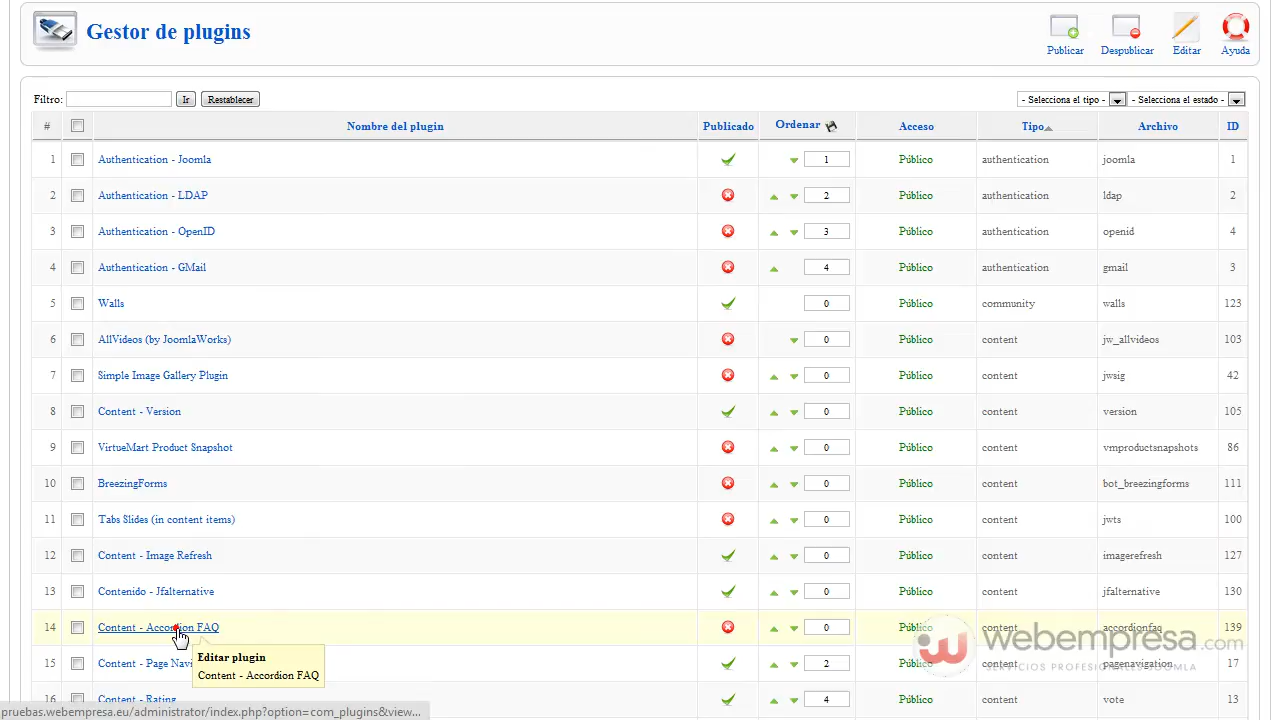 Gestor de plugins
Publicar Despublicar Editar Ayuda
Filtro: Ir Restablecer - Selecciona el tipo - - Selecciona el estado -
# Nombre del plugin Publicado Ordenar Acceso Tipo Archivo ID
1 Authentication - Joomla 1 Público authentication joomla 1
2 Authentication - LDAP 2 Público authentication ldap 2
3 Authentication - OpenID 3 Público authentication openid 4
4 Authentication - GMail 4 Público authentication gmail 3
5 Walls 0 Público community walls 123
6 AllVideos (by JoomlaWorks) 0 Público content jw_allvideos 103
7 Simple Image Gallery Plugin 0 Público content jwsig 42
8 Content - Version 0 Público content version 105
9 VirtueMart Product Snapshot 0 Público content vmproductsnapshots 86
10 BreezingForms 0 Público content bot_breezingforms 111
11 Tabs Slides (in content items) 0 Público content jwts 100
12 Content - Image Refresh 0 Público content imagerefresh 127
13 Contenido - Jfalternative 0 Público content jfalternative 130
14 Content - Accordion FAQ 0 Público content accordionfaq 139
webempresa.com
SERVICIOS PROFESIONALES JOOMLA
Editar plugin
Content - Accordion FAQ
15 Content - Page Navi 2 Público content pagenavigation 17
16 Content - Rating 4 Público content vote 13
pruebas.webempresa.eu/administrator/index.php?option=com_plugins&view...